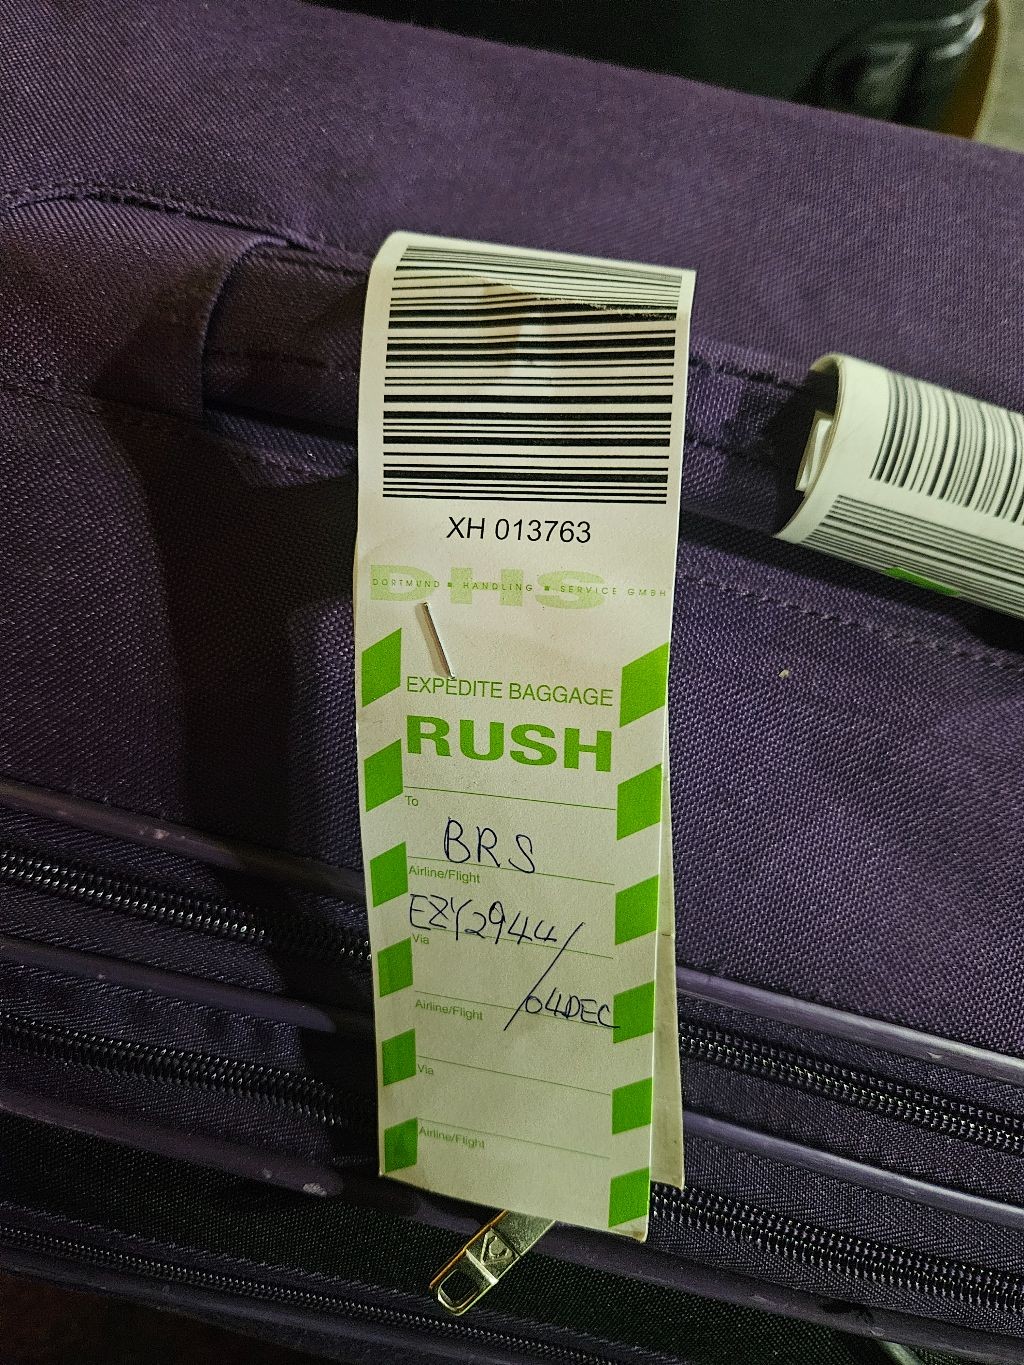 XH 013763
DHS
DORTMUND ■ HANDLING ■ SERVICE GMBH
EXPEDITE BAGGAGE
RUSH
To
BRS
Airline/Flight
EZY2944/
Via
/04DEC
Airline/Flight
Via
Airline/Flight